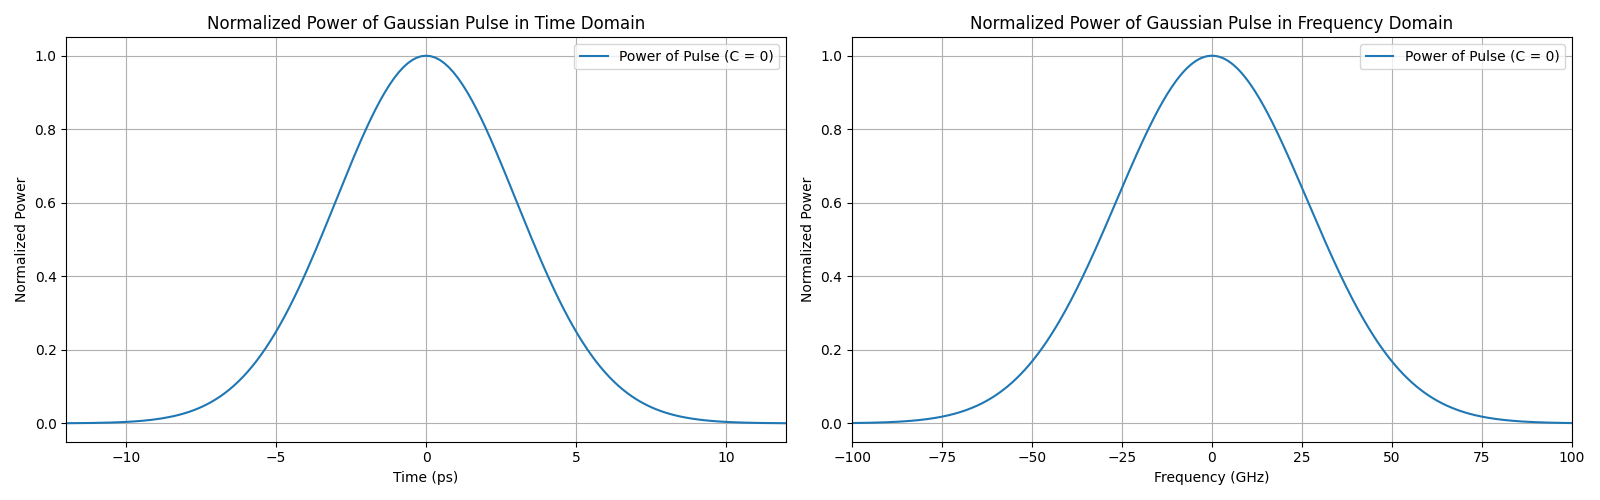 Normalized Power of Gaussian Pulse in Time Domain
Power of Pulse (C = 0)
Normalized Power
1.0
0.8
0.6
0.4
0.2
0.0
−10 −5 0 5 10
Time (ps)
Normalized Power of Gaussian Pulse in Frequency Domain
Power of Pulse (C = 0)
Normalized Power
1.0
0.8
0.6
0.4
0.2
0.0
−100 −75 −50 −25 0 25 50 75 100
Frequency (GHz)